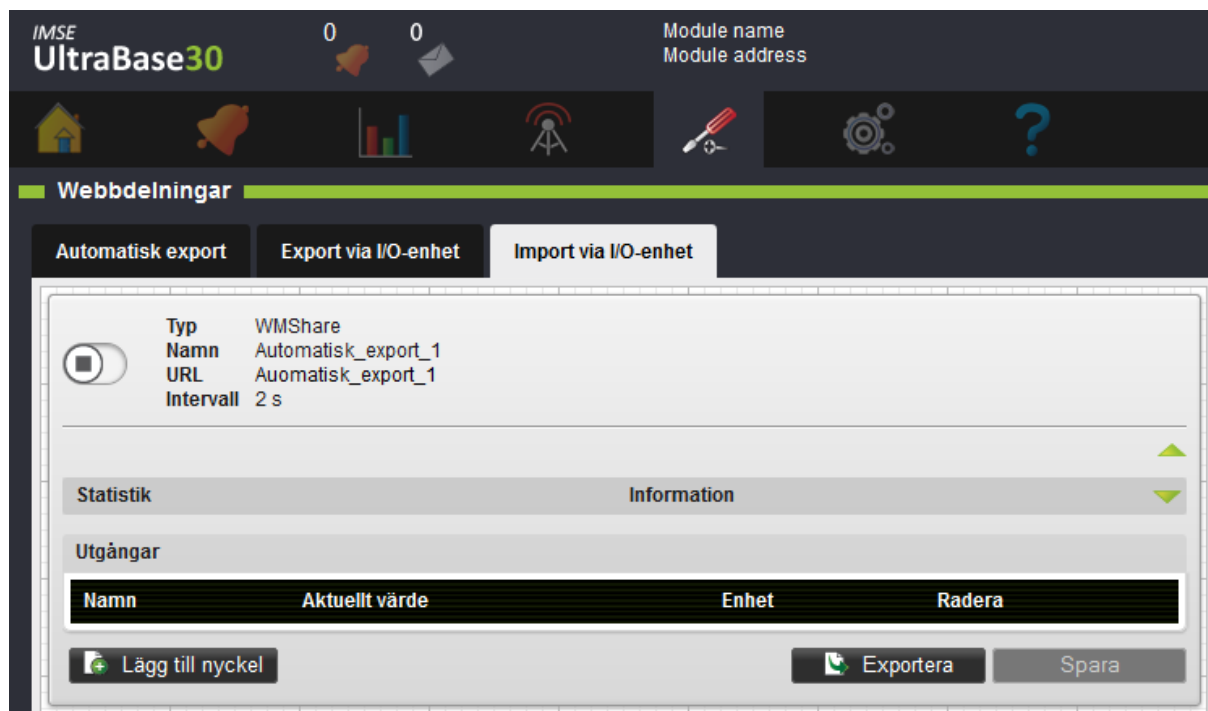 IMSE
UltraBase30
0 0
Module name
Module address
Webbdelningar
Automatisk export Export via I/O-enhet Import via I/O-enhet
Typ WMShare
Namn Automatisk_export_1
URL Auomatisk_export_1
Intervall 2 s
Statistik Information
Utgångar
Namn Aktuellt värde Enhet Radera
Lägg till nyckel Exportera Spara